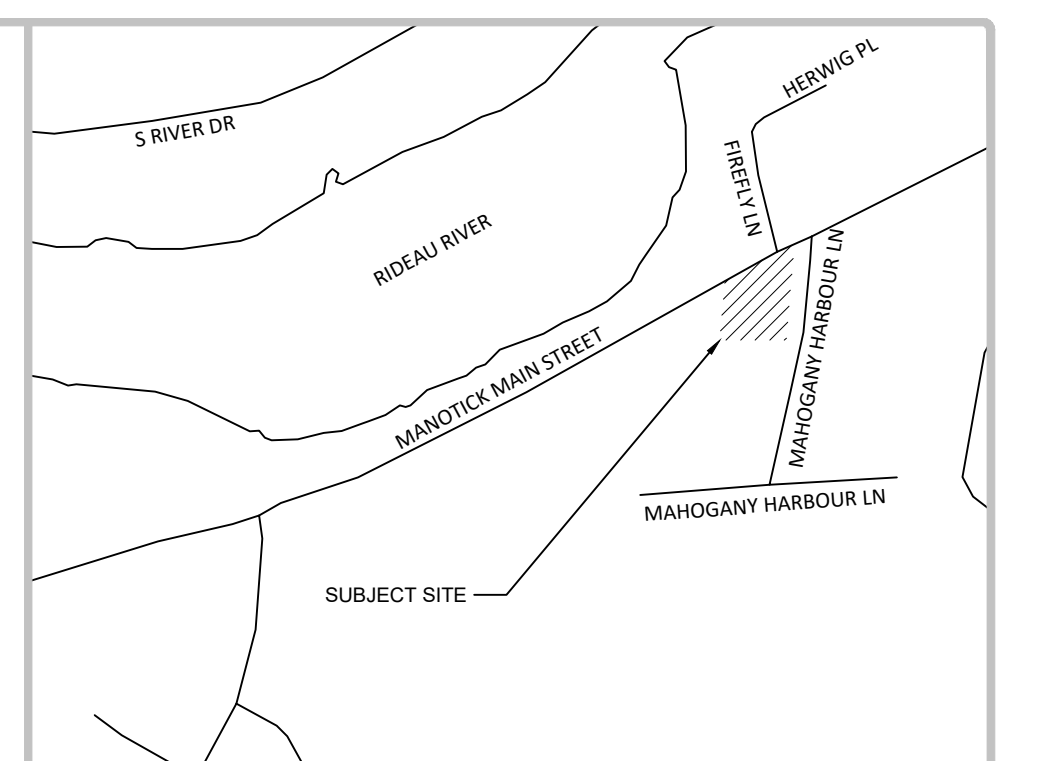 HERWIG PL
S RIVER DR
FIREFLY LN
RIDEAU RIVER
MAHOGANY HARBOUR LN
MANOTICK MAIN STREET
MAHOGANY HARBOUR LN
SUBJECT SITE